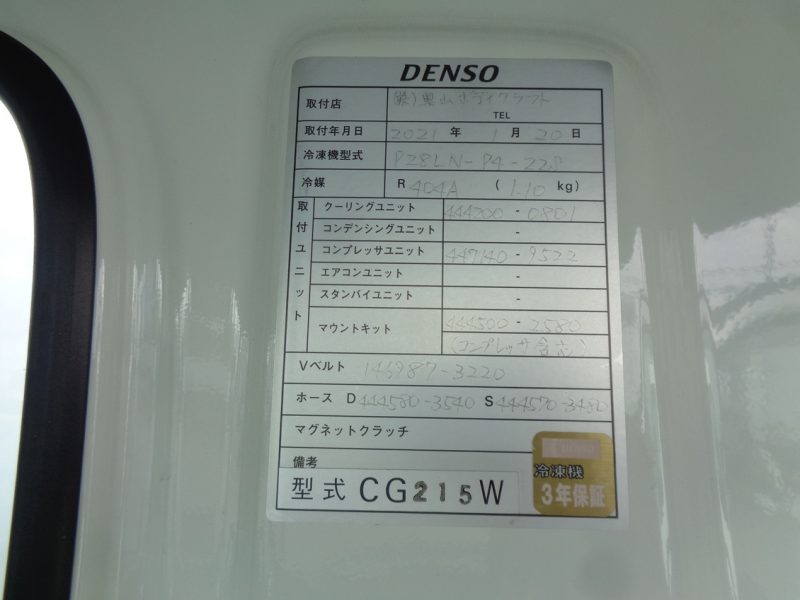 DENSO
取付店 ㈱奥山ボディクラフト
TEL
取付年月日 2021 年 1 月 20 日
冷凍機型式 PZ8LN-P4-22S
冷媒 R 404A ( 1.10 kg)
取付ユニット
クーリングユニット 444200 - 0801
コンデンシングユニット -
コンプレッサユニット 447140 - 9522
エアコンユニット -
スタンバイユニット -
マウントキット 444500 - 2580
(コンプレッサ含む)
Vベルト 146987-3220
ホース D 444580-3540 S 444570-3480
マグネットクラッチ
備考
型式 CG215W
DENSO
冷凍機
3年保証